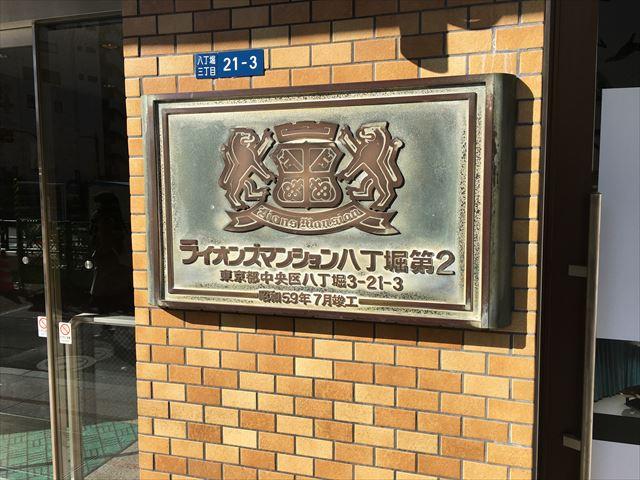 八丁堀
三丁目
21-3
Lions Mansion
ライオンズマンション八丁堀第2
東京都中央区八丁堀3-21-3
昭和59年7月竣工